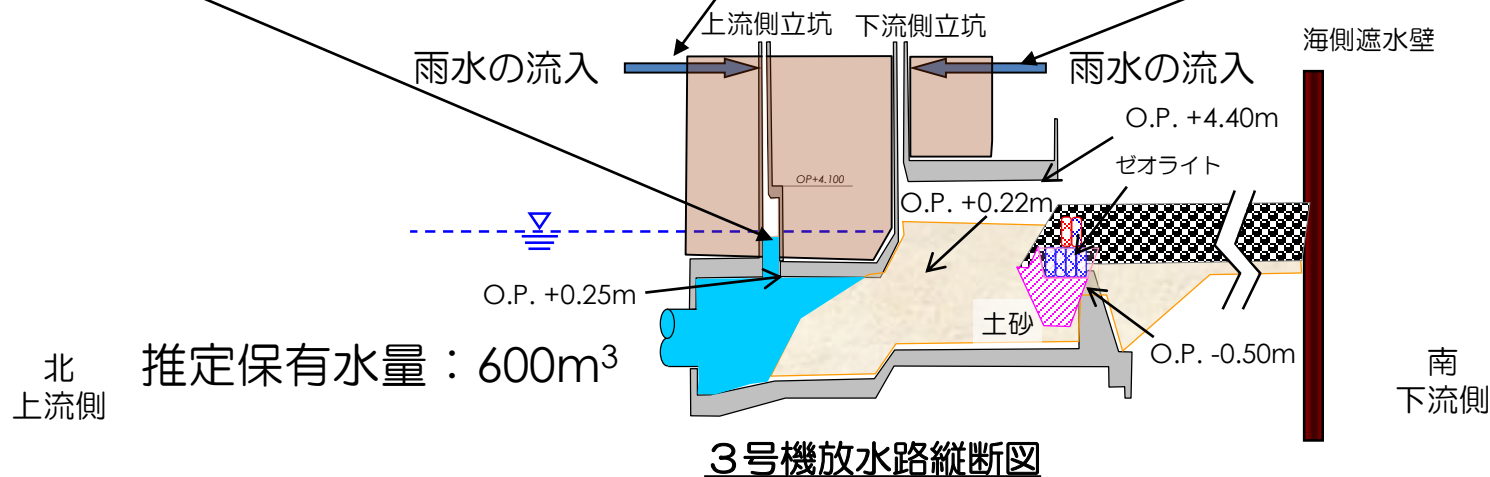 上流側立坑 下流側立坑
海側遮水壁
雨水の流入 雨水の流入
O.P. +4.40m
ゼオライト
OP+4.100
O.P. +0.22m
O.P. +0.25m
土砂
O.P. -0.50m
推定保有水量：600m³
北
上流側
南
下流側
３号機放水路縦断図